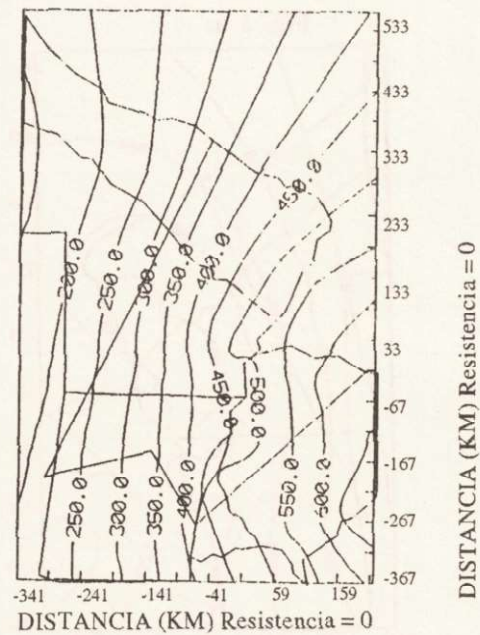 533
433
450.0
333
233
200.0 250.0 300.0 350.0 400.0
133
33
450.0 500.0
-67
-167
250.0 300.0 350.0 400.0 550.0 600.0
-267
-367
-341 -241 -141 -41 59 159
DISTANCIA (KM) Resistencia = 0
DISTANCIA (KM) Resistencia = 0